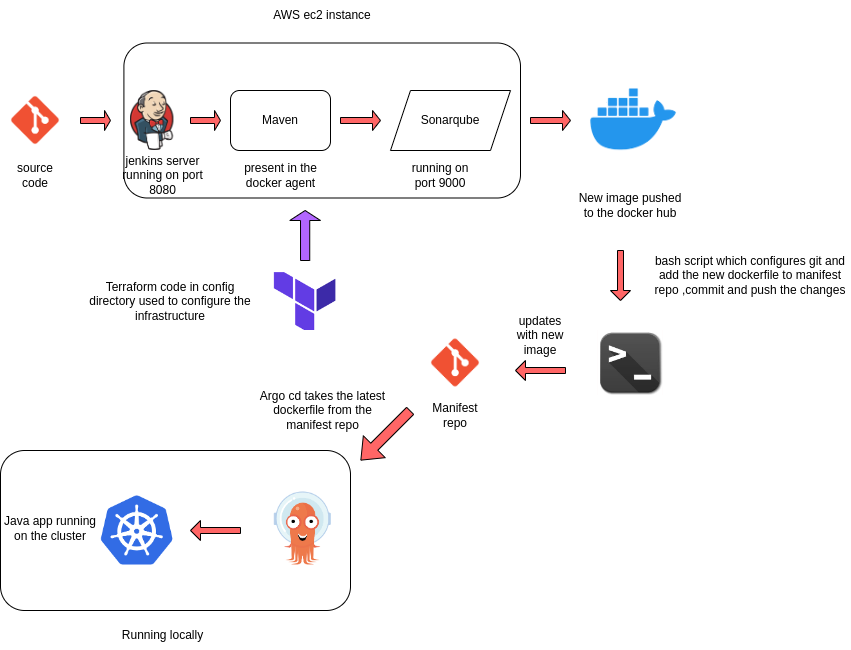 AWS ec2 instance
Maven
Sonarqube
source
code
jenkins server
running on port
8080
present in the
docker agent
running on
port 9000
New image pushed
to the docker hub
bash script which configures git and
add the new dockerfile to manifest
repo ,commit and push the changes
Terraform code in config
directory used to configure the
infrastructure
updates
with new
image
Manifest
repo
Argo cd takes the latest
dockerfile from the
manifest repo
Java app running
on the cluster
Running locally